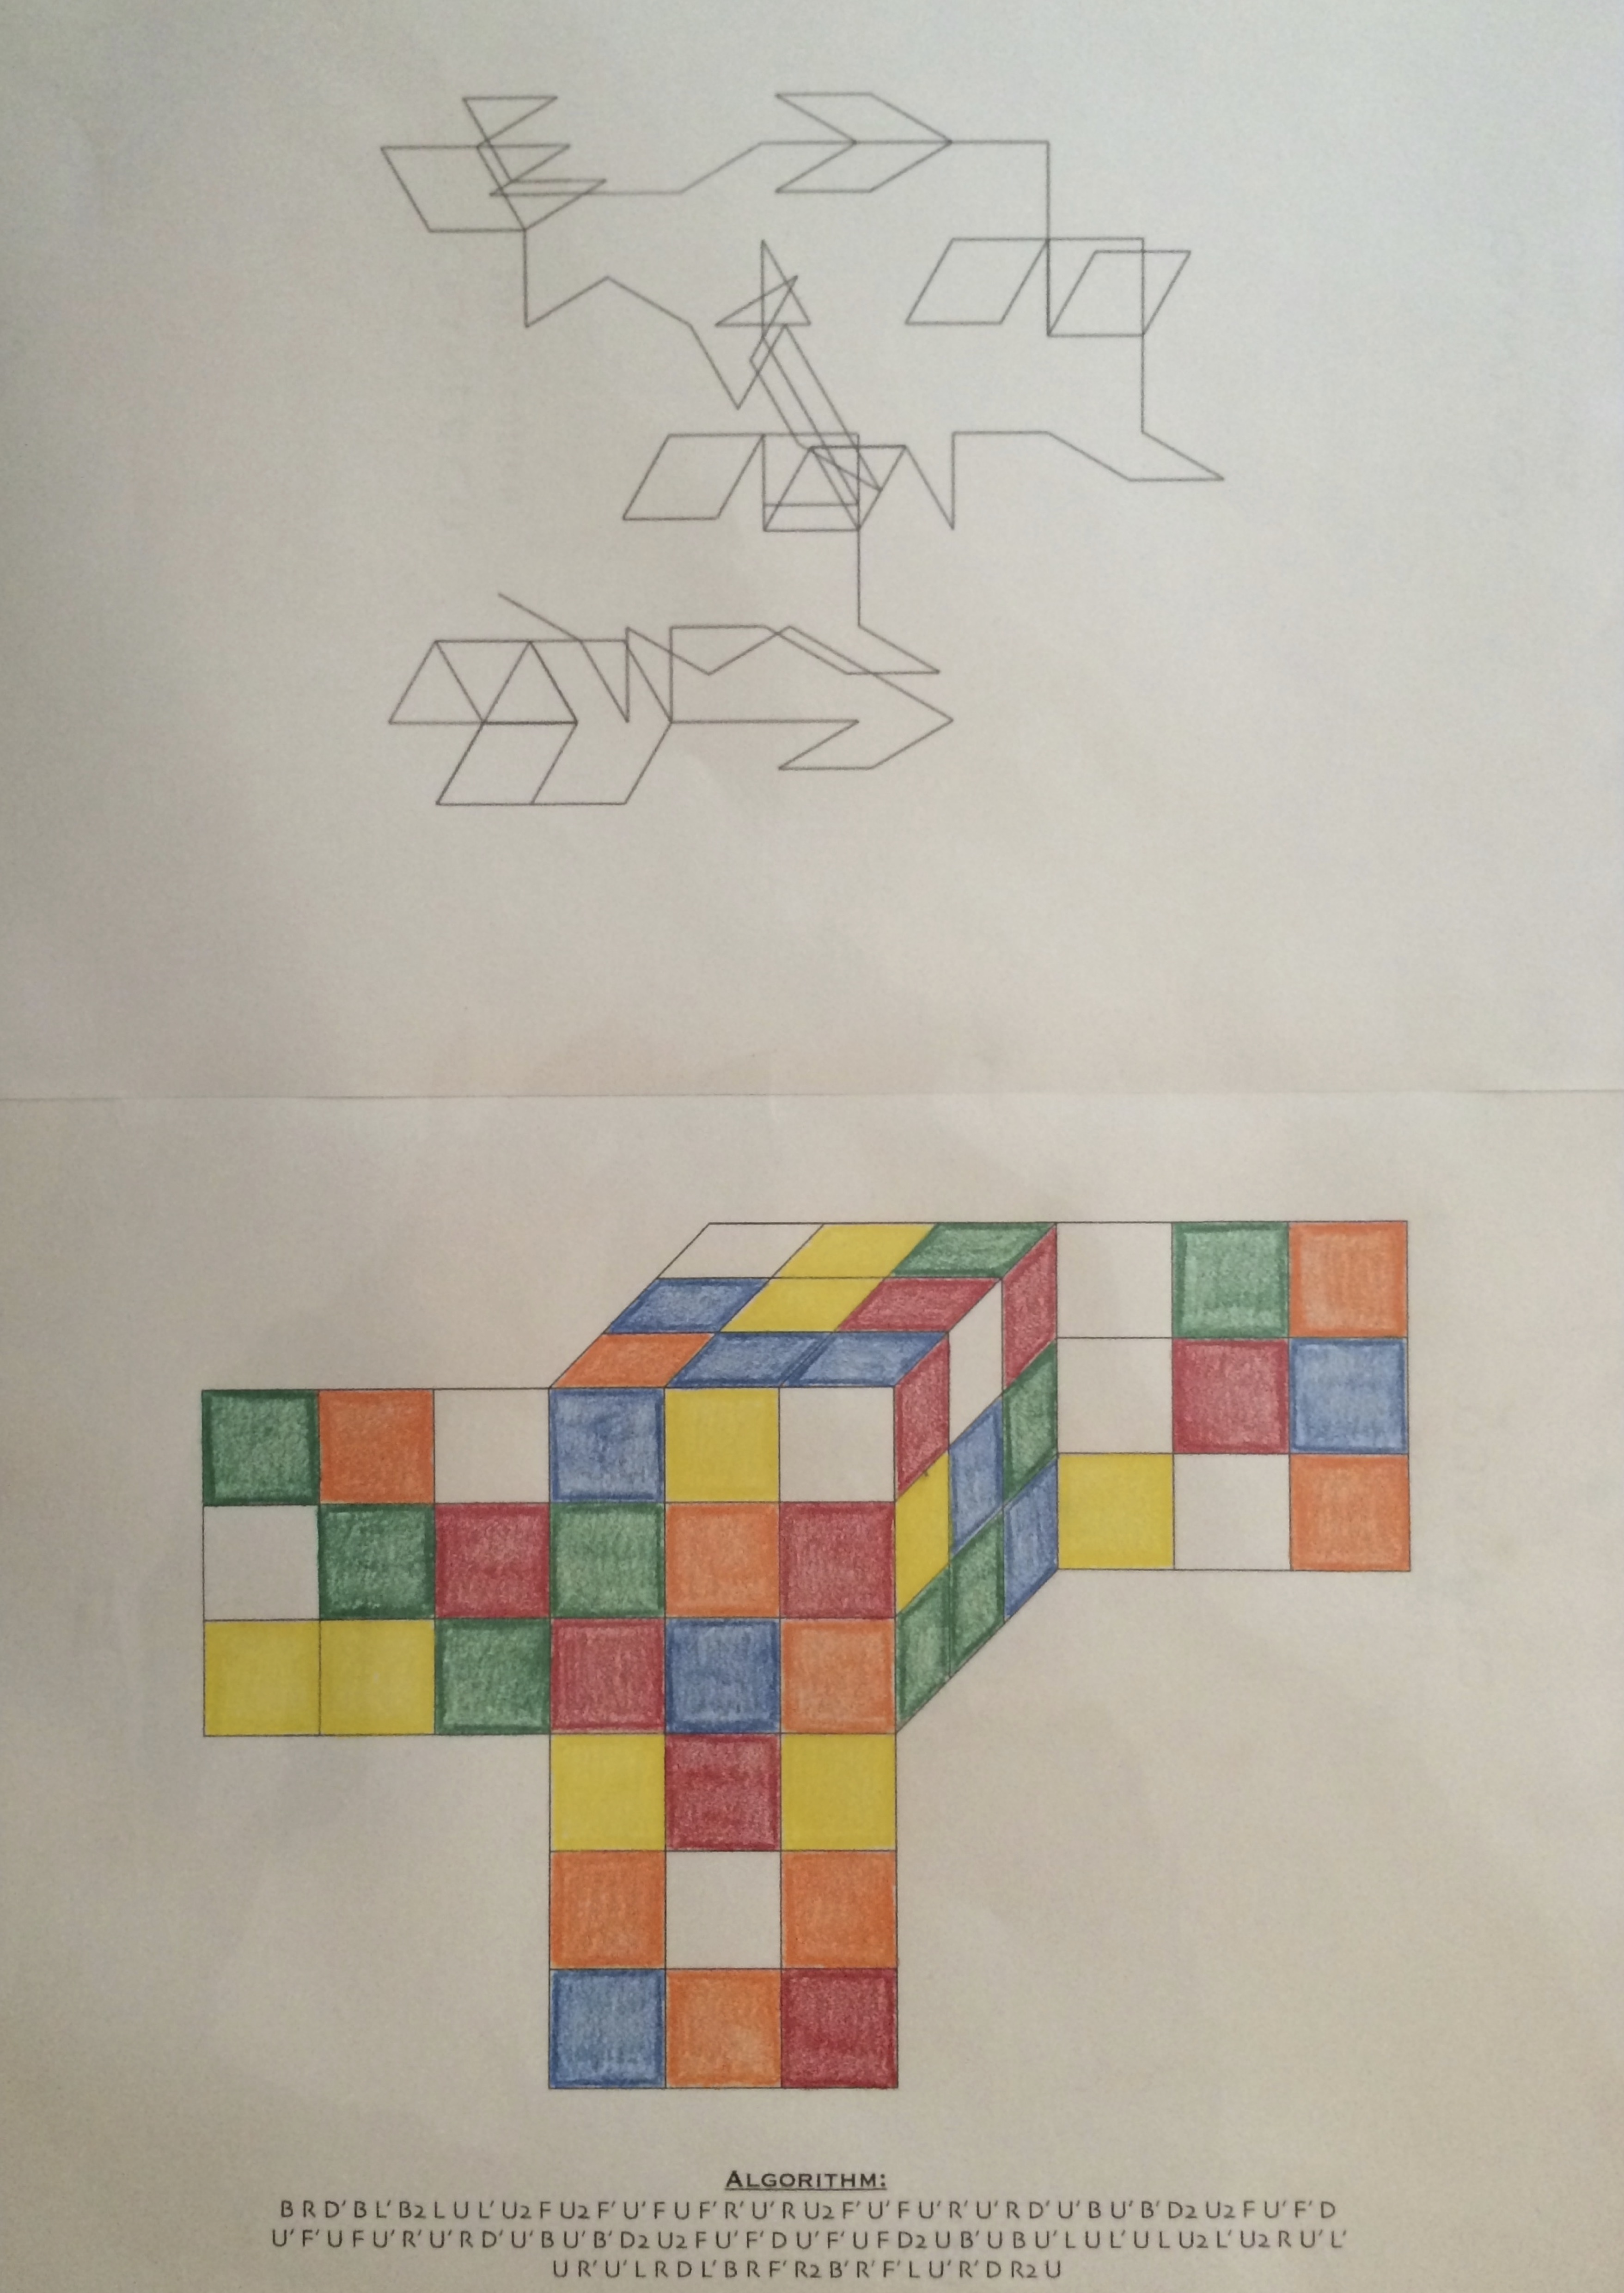 ALGORITHM:
B R D′ B L′ B2 L U L′ U2 F U2 F′ U′ F U F′ R′ U′ R U2 F′ U′ F U′ R′ U′ R D′ U′ B U′ B′ D2 U2 F U′ F′ D
U′ F′ U F U′ R′ U′ R D′ U′ B U′ B′ D2 U2 F U′ F′ D U′ F′ U F D2 U B′ U B U′ L U L′ U L U2 L′ U2 R U′ L′
U R′ U′ L R D L′ B R F′ R2 B′ R′ F′ L U′ R′ D R2 U